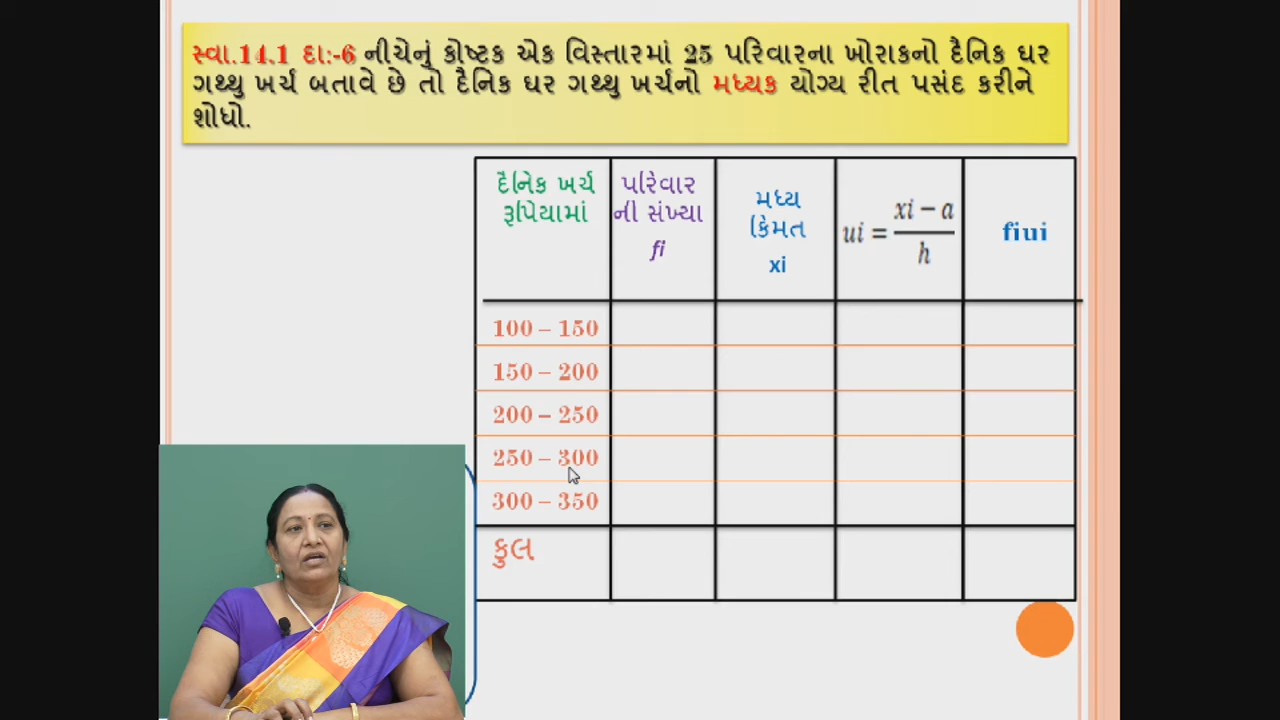 સ્વા.14.1 દાઃ-6 નીચેનું કોષ્ટક એક વિસ્તારમાં 25 પરિવારના ખોરાકનો દૈનિક ઘર
ગથ્થુ ખર્ચ બતાવે છે તો દૈનિક ઘર ગથ્થુ ખર્ચનો મધ્યક યોગ્ય રીત પસંદ કરીને
શોધો.
દૈનિક ખર્ચ રૂપિયામાં
પરિવાર ની સંખ્યા fi
મધ્ય કિંમત xi
ui = xi − a / h
fiui
100 – 150
150 – 200
200 – 250
250 – 300
300 – 350
કુલ